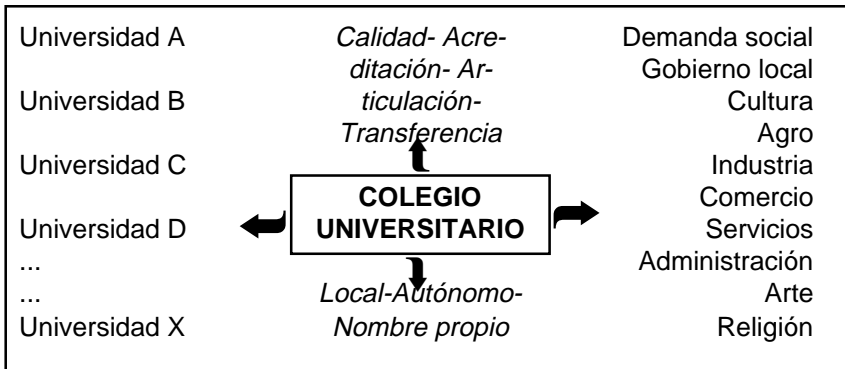 Universidad A
Universidad B
Universidad C
Universidad D
...
...
Universidad X
Calidad- Acre-
ditación- Ar-
ticulación-
Transferencia
COLEGIO
UNIVERSITARIO
Local-Autónomo-
Nombre propio
Demanda social
Gobierno local
Cultura
Agro
Industria
Comercio
Servicios
Administración
Arte
Religión